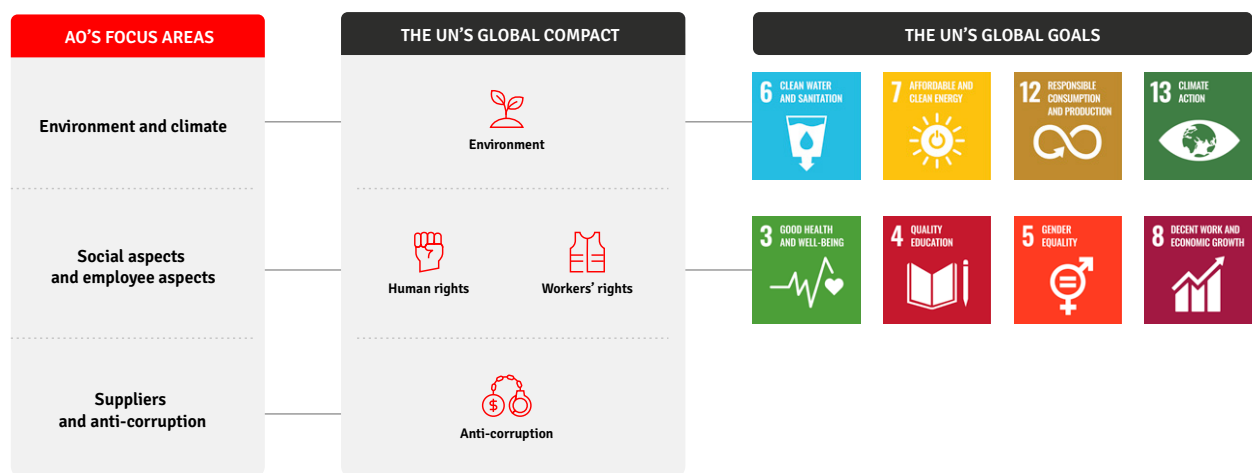 AO'S FOCUS AREAS
THE UN'S GLOBAL COMPACT
THE UN'S GLOBAL GOALS
Environment and climate
Environment
6 CLEAN WATER
AND SANITATION
7 AFFORDABLE AND
CLEAN ENERGY
12 RESPONSIBLE
CONSUMPTION
AND PRODUCTION
13 CLIMATE
ACTION
Social aspects
and employee aspects
Human rights
Workers' rights
3 GOOD HEALTH
AND WELL-BEING
4 QUALITY
EDUCATION
5 GENDER
EQUALITY
8 DECENT WORK AND
ECONOMIC GROWTH
Suppliers
and anti-corruption
$
Anti-corruption